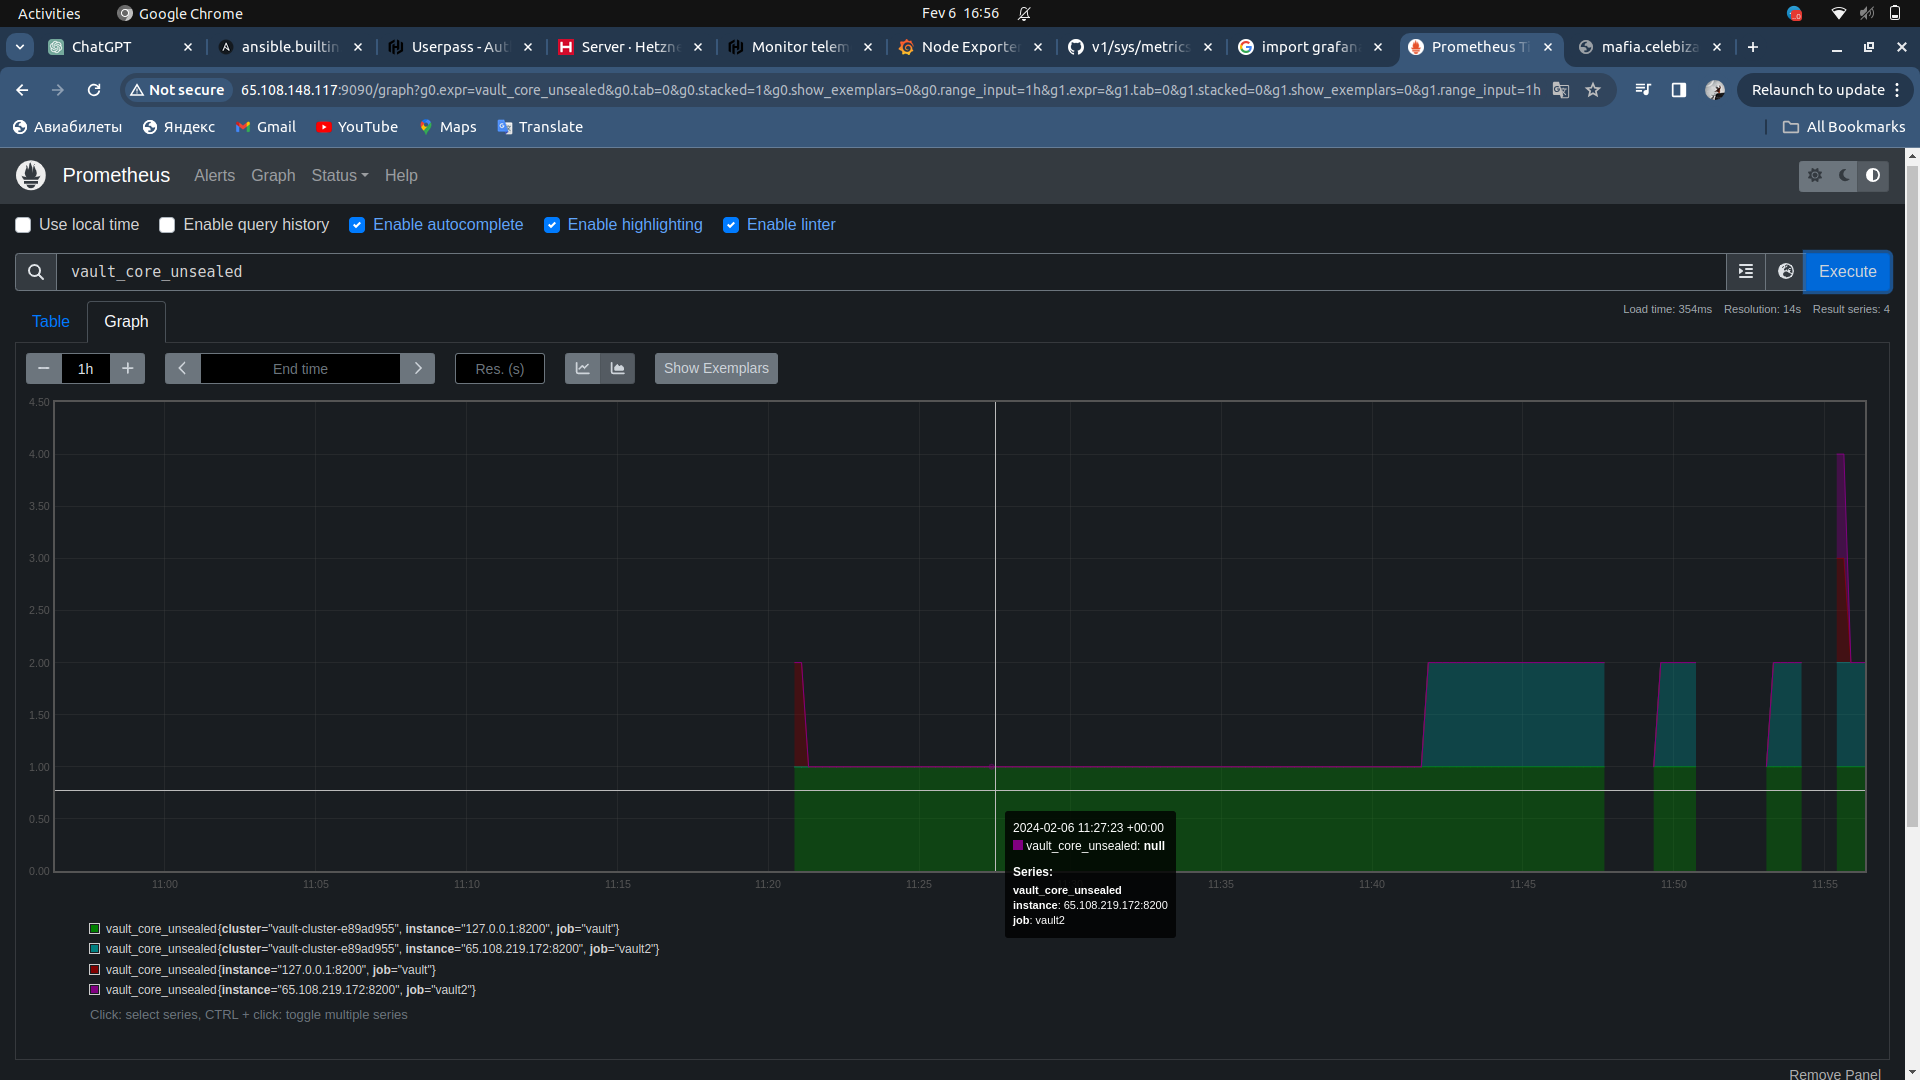 Activities Google Chrome Fev 6 16:56
ChatGPT ansible.builtin Userpass - Aut Server · Hetzne Monitor telem Node Exporte v1/sys/metrics import grafana Prometheus Ti mafia.celebiza
Not secure 65.108.148.117:9090/graph?g0.expr=vault_core_unsealed&g0.tab=0&g0.stacked=1&g0.show_exemplars=0&g0.range_input=1h&g1.expr=&g1.tab=0&g1.stacked=0&g1.show_exemplars=0&g1.range_input=1h Relaunch to update
Авиабилеты Яндекс Gmail YouTube Maps Translate All Bookmarks
Prometheus Alerts Graph Status Help
Use local time Enable query history Enable autocomplete Enable highlighting Enable linter
vault_core_unsealed Execute
Table Graph Load time: 354ms Resolution: 14s Result series: 4
1h End time Res. (s) Show Exemplars
4.50
4.00
3.50
3.00
2.50
2.00
1.50
1.00
0.50
0.00
11:00 11:05 11:10 11:15 11:20 11:25 11:35 11:40 11:45 11:50 11:55
2024-02-06 11:27:23 +00:00
vault_core_unsealed: null
Series:
vault_core_unsealed
instance: 65.108.219.172:8200
job: vault2
vault_core_unsealed{cluster="vault-cluster-e89ad955", instance="127.0.0.1:8200", job="vault"}
vault_core_unsealed{cluster="vault-cluster-e89ad955", instance="65.108.219.172:8200", job="vault2"}
vault_core_unsealed{instance="127.0.0.1:8200", job="vault"}
vault_core_unsealed{instance="65.108.219.172:8200", job="vault2"}
Click: select series, CTRL + click: toggle multiple series
Remove Panel